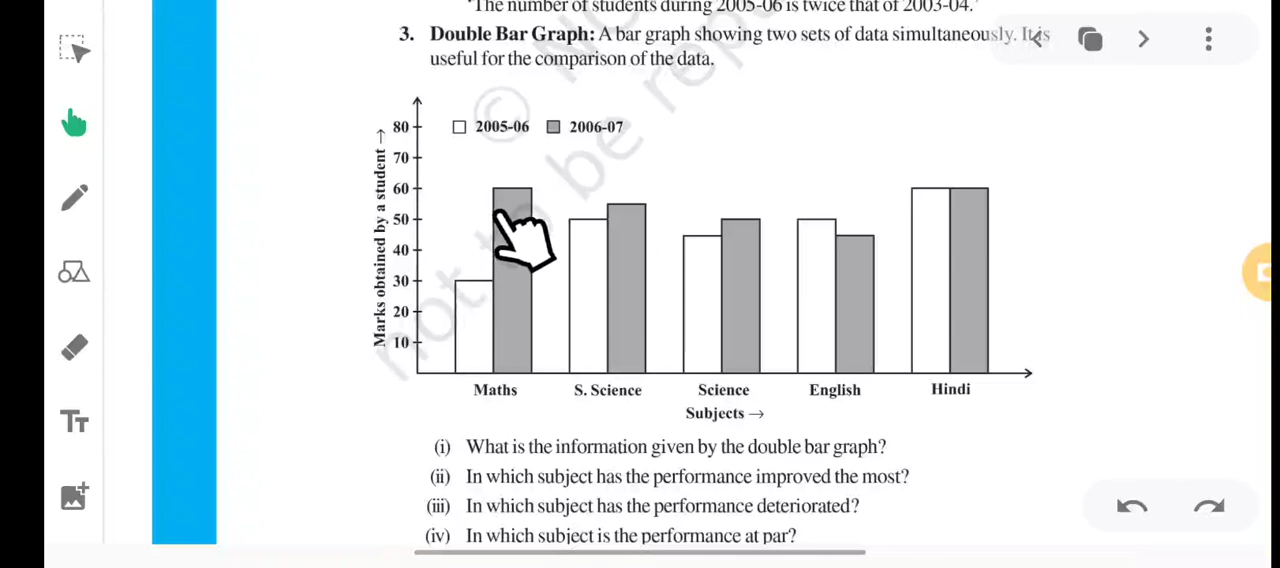 'The number of students during 2005-06 is twice that of 2003-04.'
3. Double Bar Graph: A bar graph showing two sets of data simultaneously. It is
useful for the comparison of the data.
80
2005-06
2006-07
70
60
50
40
30
20
10
Marks obtained by a student →
Maths
S. Science
Science
English
Hindi
Subjects →
(i) What is the information given by the double bar graph?
(ii) In which subject has the performance improved the most?
(iii) In which subject has the performance deteriorated?
(iv) In which subject is the performance at par?
©
not to be
TT